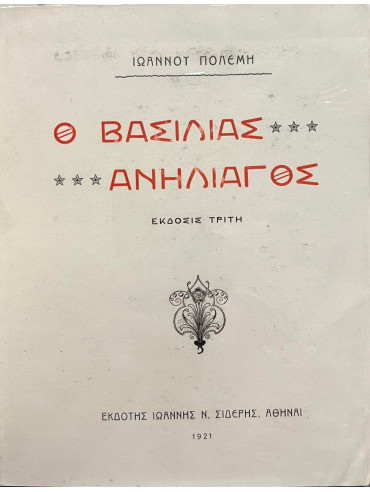 ΙΩΑΝΝΟΥ ΠΟΛΕΜΗ
Ο ΒΑΣΙΛΙΑΣ
ΑΝΗΛΙΑΓΟΣ
ΕΚΔΟΣΙΣ ΤΡΙΤΗ
ΕΚΔΟΤΗΣ ΙΩΑΝΝΗΣ Ν. ΣΙΔΕΡΗΣ, ΑΘΗΝΑΙ
1921